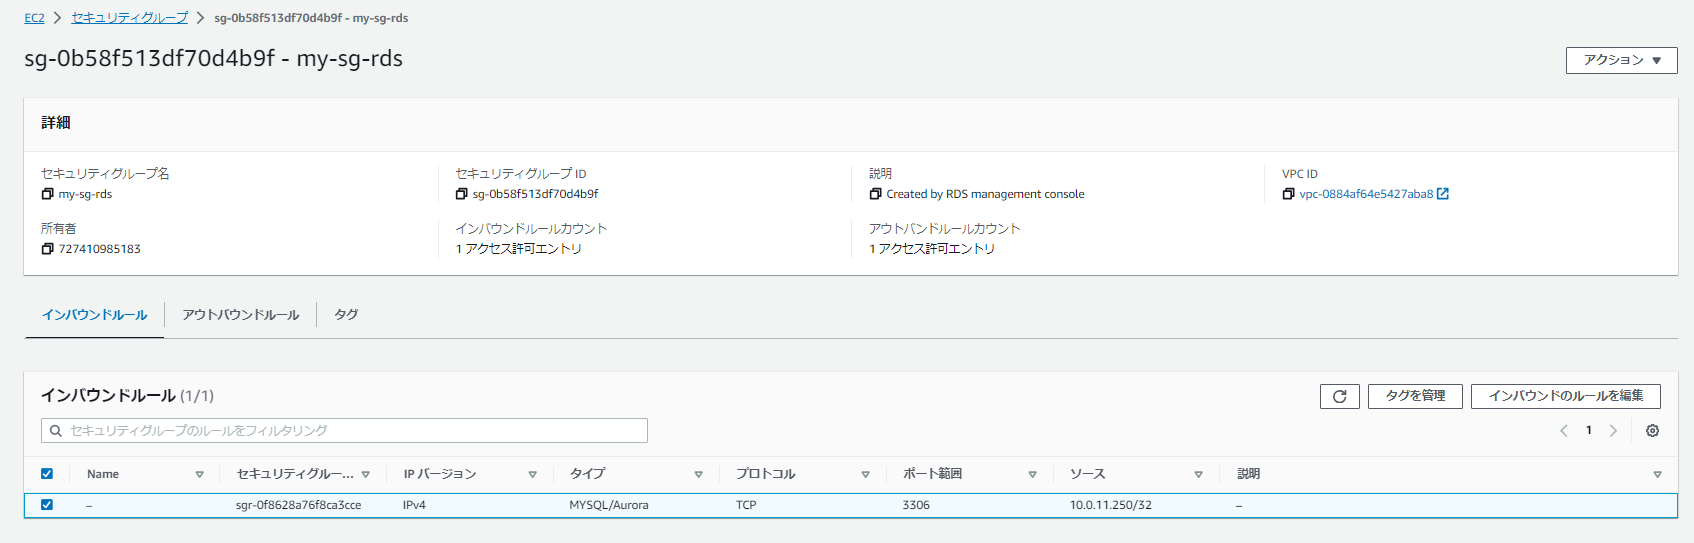 EC2 > セキュリティグループ > sg-0b58f513df70d4b9f - my-sg-rds
sg-0b58f513df70d4b9f - my-sg-rds
アクション ▼
詳細
セキュリティグループ名 セキュリティグループ ID 説明 VPC ID
my-sg-rds sg-0b58f513df70d4b9f Created by RDS management console vpc-0884af64e5427aba8
所有者 インバウンドルールカウント アウトバンドルールカウント
727410985183 1 アクセス許可エントリ 1 アクセス許可エントリ
インバウンドルール アウトバウンドルール タグ
インバウンドルール (1/1) タグを管理 インバウンドのルールを編集
セキュリティグループのルールをフィルタリング < 1 >
Name セキュリティグルー... IP バージョン タイプ プロトコル ポート範囲 ソース 説明
– sgr-0f8628a76f8ca3cce IPv4 MYSQL/Aurora TCP 3306 10.0.11.250/32 –